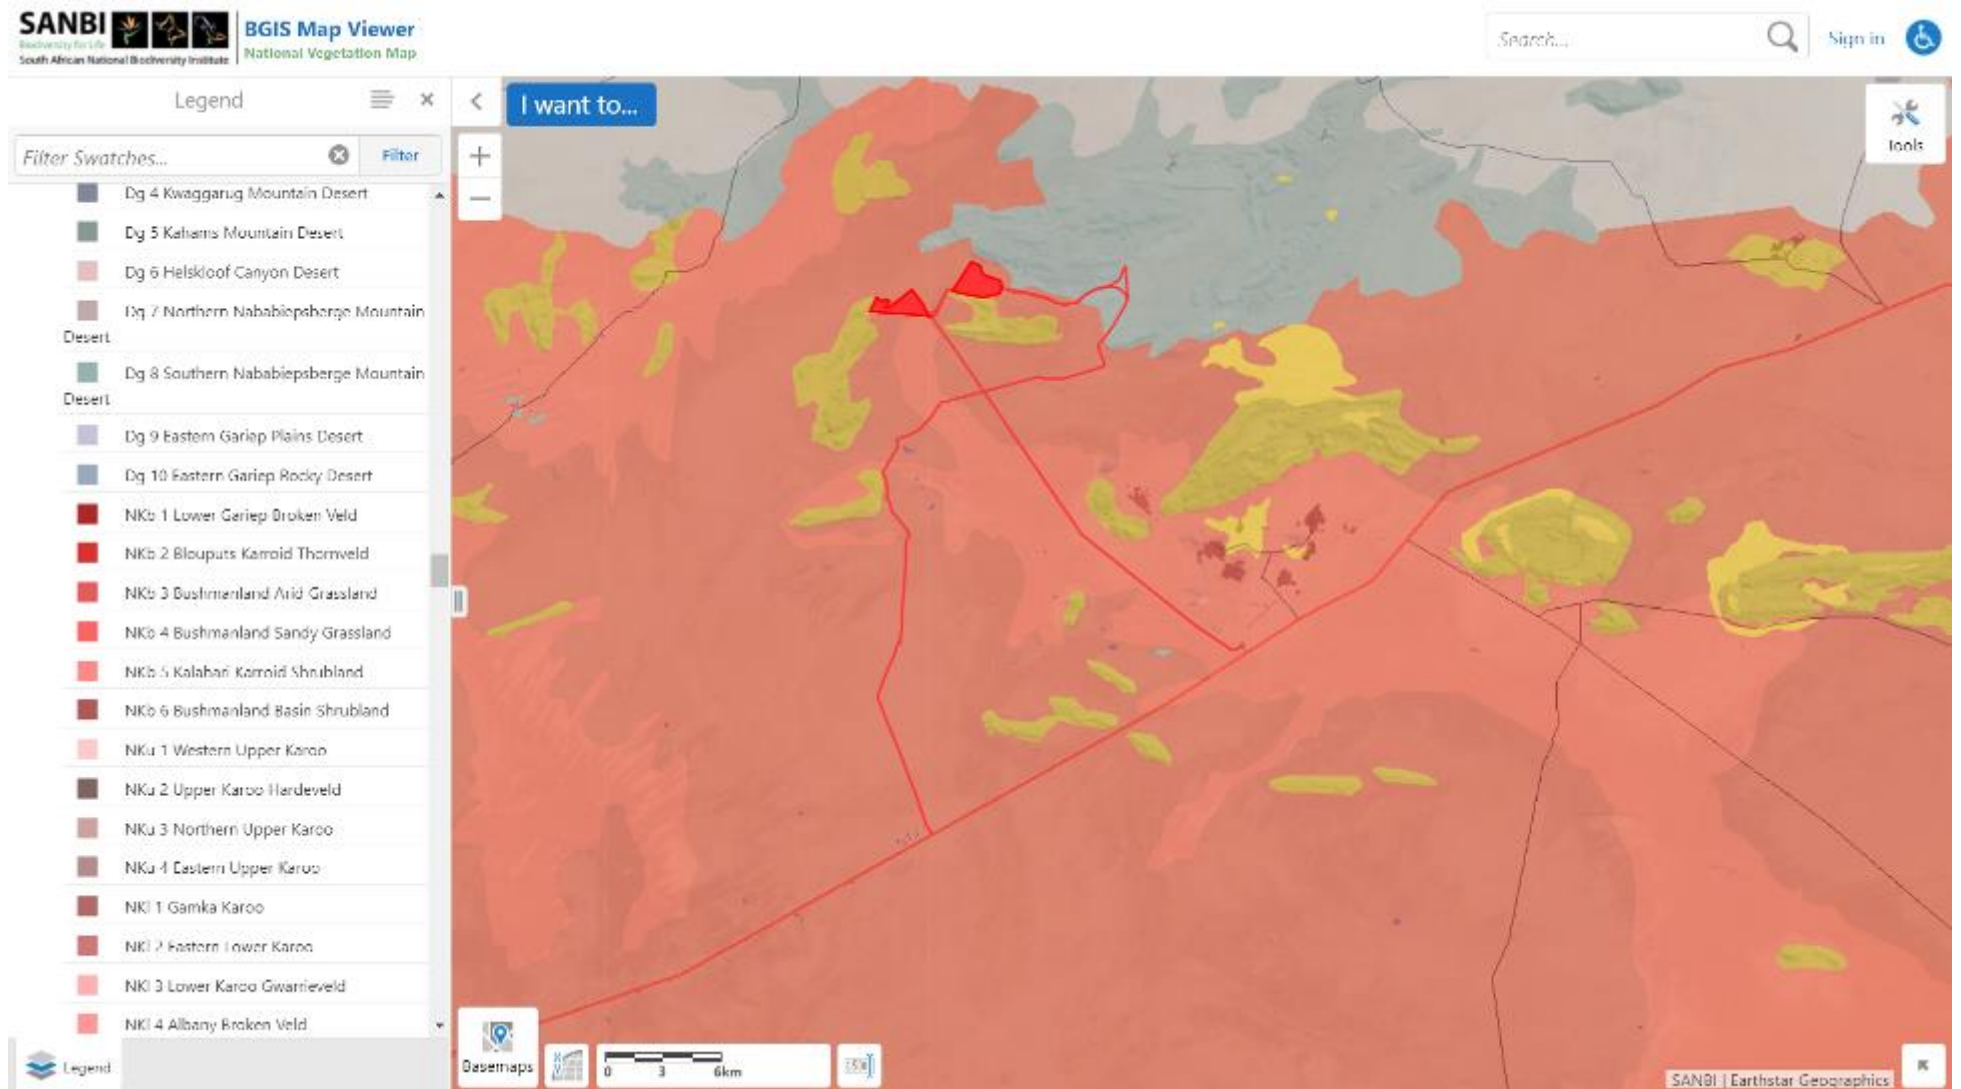 SANBI
Biodiversity for Life
South African National Biodiversity Institute
BGIS Map Viewer
National Vegetation Map
Search...
Sign in
Legend
I want to...
Filter Swatches...
Filter
Tools
Dg 4 Kwaggarug Mountain Desert
Dg 5 Kahams Mountain Desert
Dg 6 Helskloof Canyon Desert
Dg 7 Northern Nababiepsberge Mountain
Desert
Dg 8 Southern Nababiepsberge Mountain
Desert
Dg 9 Eastern Gariep Plains Desert
Dg 10 Eastern Gariep Rocky Desert
NKb 1 Lower Gariep Broken Veld
NKb 2 Blouputs Karroid Thornveld
NKb 3 Bushmanland Arid Grassland
NKb 4 Bushmanland Sandy Grassland
NKb 5 Kalahari Karroid Shrubland
NKb 6 Bushmanland Basin Shrubland
NKu 1 Western Upper Karoo
NKu 2 Upper Karoo Hardeveld
NKu 3 Northern Upper Karoo
NKu 4 Eastern Upper Karoo
NKl 1 Gamka Karoo
NKl 2 Eastern Lower Karoo
NKl 3 Lower Karoo Gwarrieveld
NKl 4 Albany Broken Veld
Legend
Basemaps
0 3 6km
SANBI | Earthstar Geographics